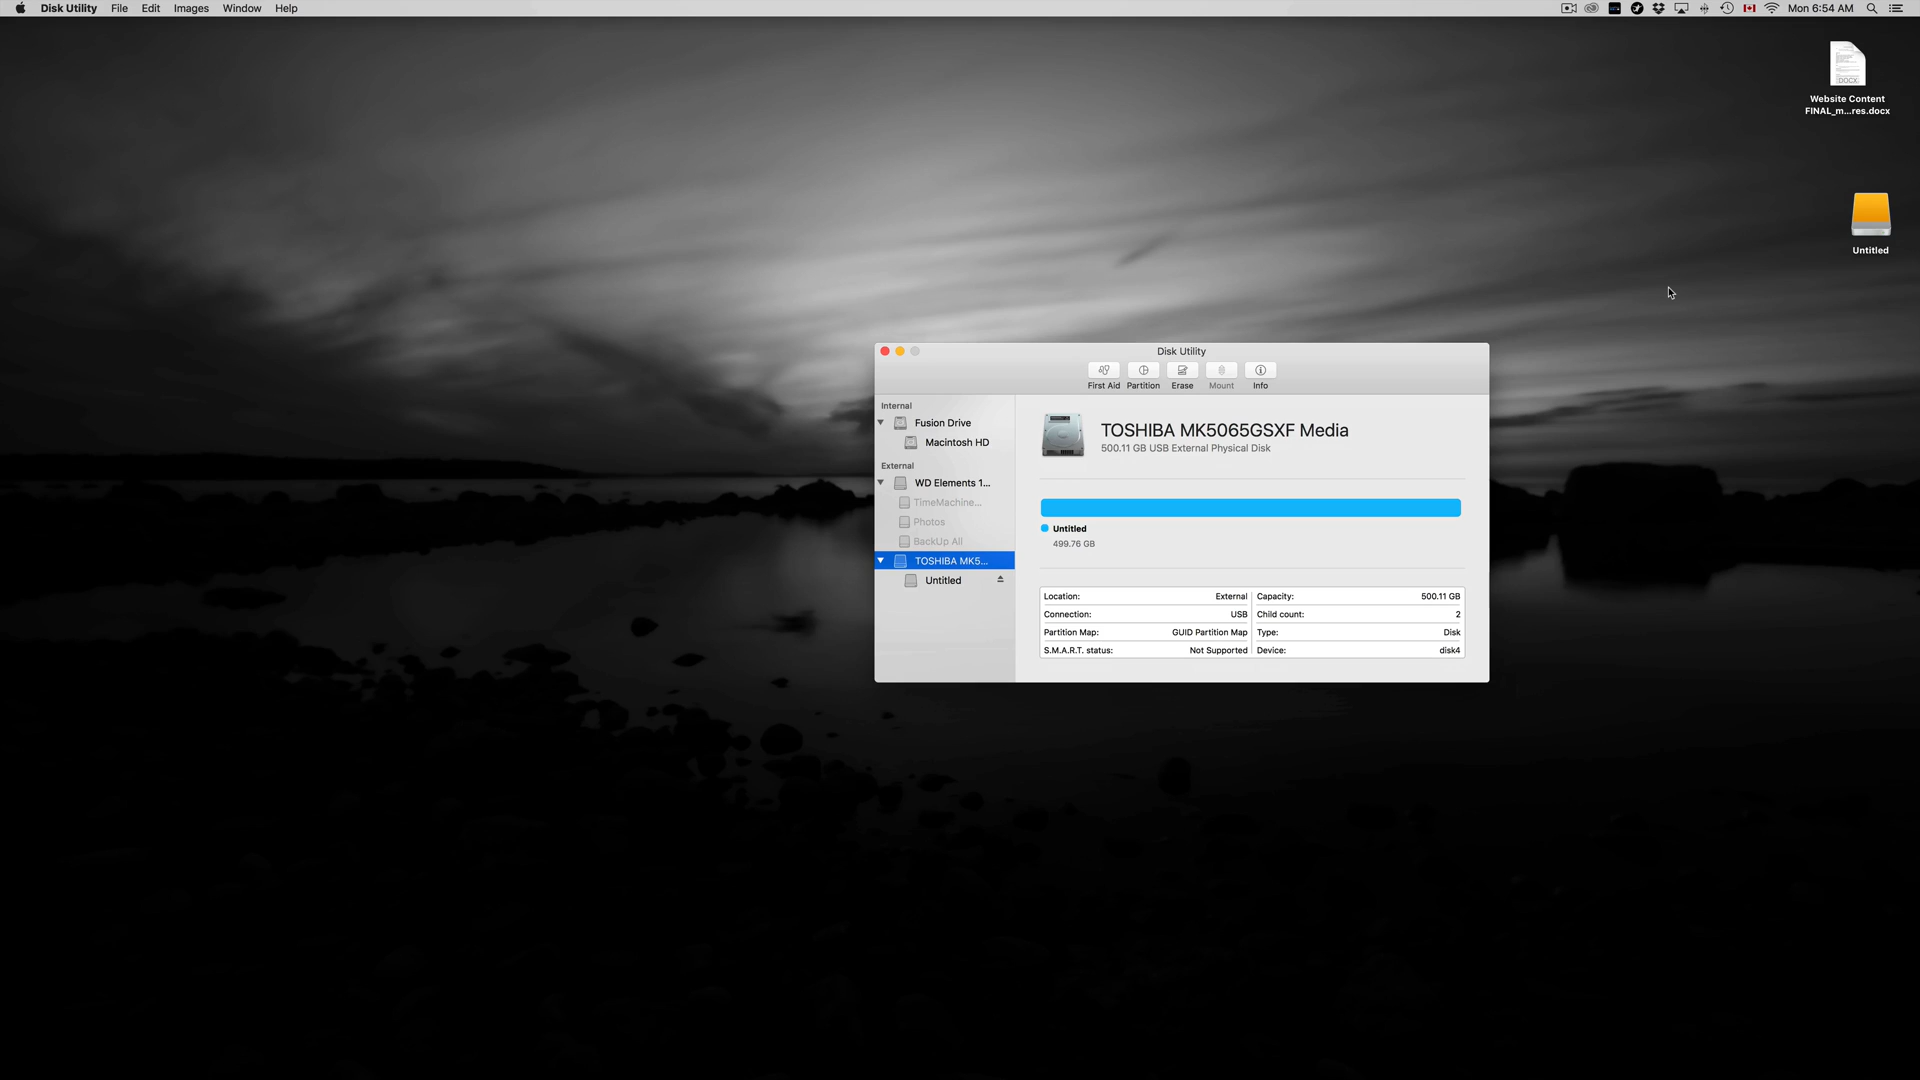 Disk Utility File Edit Images Window Help Mon 6:54 AM
DOCX
Website Content
FINAL_m...res.docx
Untitled
Disk Utility
First Aid Partition Erase Mount Info
Internal
Fusion Drive
Macintosh HD
External
WD Elements 1...
TimeMachine...
Photos
BackUp All
TOSHIBA MK5...
Untitled
TOSHIBA MK5065GSXF Media
500.11 GB USB External Physical Disk
Untitled
499.76 GB
Location: External Capacity: 500.11 GB
Connection: USB Child count: 2
Partition Map: GUID Partition Map Type: Disk
S.M.A.R.T. status: Not Supported Device: disk4